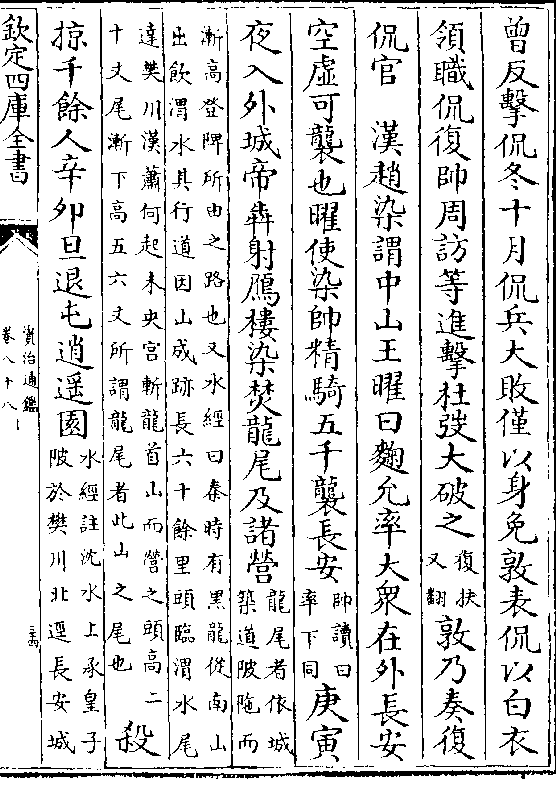 曾反擊侃冬十月侃兵大敗僅以身免敦表侃以白衣
領職侃復帥周訪等進擊杜弢大破之復扶又翻敦乃奏復
侃官　漢趙染謂中山王曜曰麴允率大衆在外長安
空虛可襲也曜使染帥精騎五千襲長安帥讀曰率下同庚寅
夜入外城帝犇射鴈樓染焚龍尾及諸營龍尾者依城築道陂陁而
漸高登陴所由之路也又水經曰秦時有黑龍從南山
出飲渭水其行道因山成跡長六十餘里頭臨渭水尾
達樊川漢蕭何起未央宮斬龍首山而營之頭高二
十丈尾漸下高五六丈所謂龍尾者此山之尾也殺
掠千餘人辛卯旦退屯逍遥園水經註沈水上承皇子陂於樊川北逕長安城
欽定四庫全書
資治通鑑
卷八十八